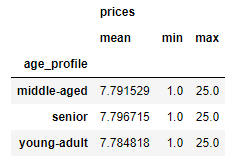 prices
mean min max
age_profile
middle-aged 7.791529 1.0 25.0
senior 7.796715 1.0 25.0
young-adult 7.784818 1.0 25.0